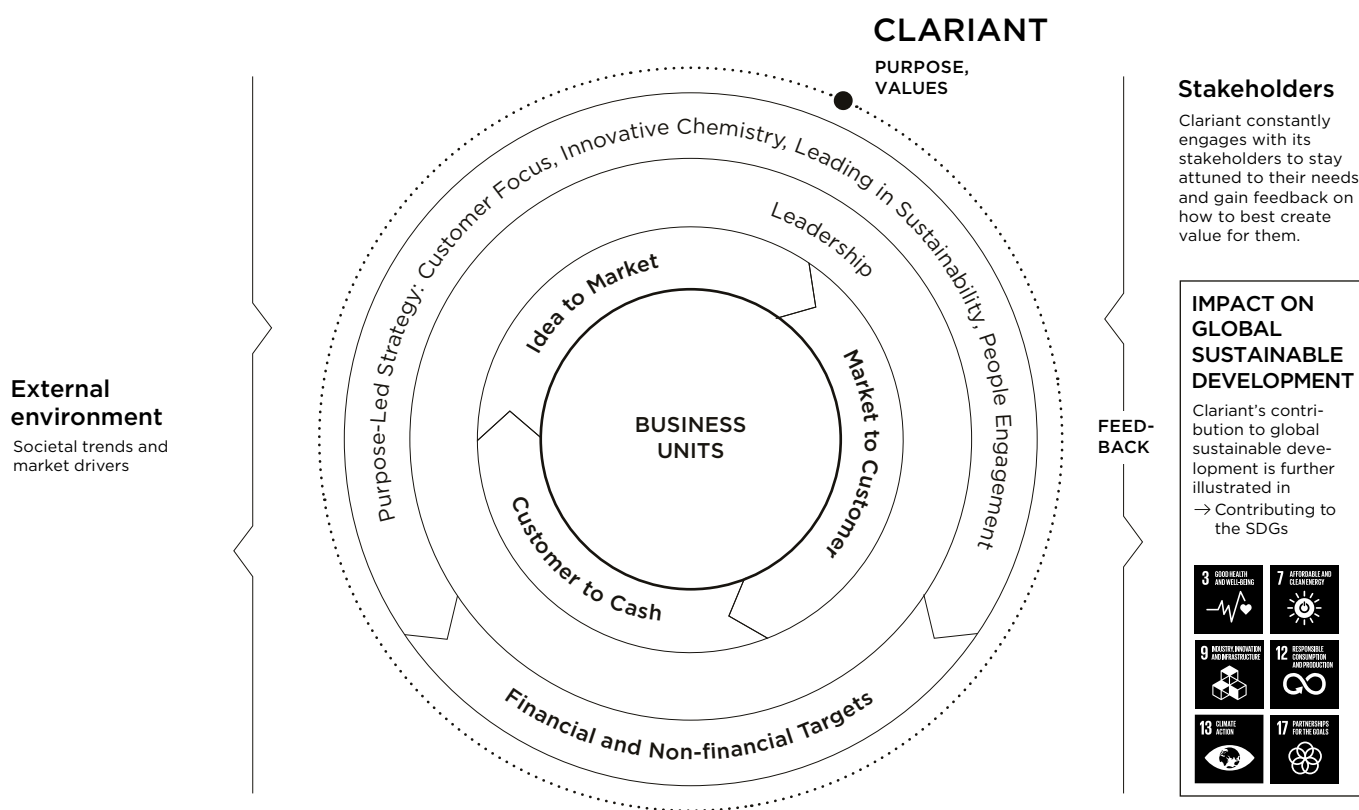 CLARIANT
PURPOSE,
VALUES
External
environment
Societal trends and
market drivers
Purpose-Led Strategy: Customer Focus, Innovative Chemistry, Leading in Sustainability, People Engagement
Leadership
Idea to Market
Market to Customer
Customer to Cash
BUSINESS
UNITS
Financial and Non-financial Targets
FEED-
BACK
Stakeholders
Clariant constantly
engages with its
stakeholders to stay
attuned to their needs
and gain feedback on
how to best create
value for them.
IMPACT ON
GLOBAL
SUSTAINABLE
DEVELOPMENT
Clariant’s contri-
bution to global
sustainable deve-
lopment is further
illustrated in
→ Contributing to
the SDGs
3 GOOD HEALTH
AND WELL-BEING
7 AFFORDABLE AND
CLEAN ENERGY
9 INDUSTRY, INNOVATION
AND INFRASTRUCTURE
12 RESPONSIBLE
CONSUMPTION
AND PRODUCTION
13 CLIMATE
ACTION
17 PARTNERSHIPS
FOR THE GOALS